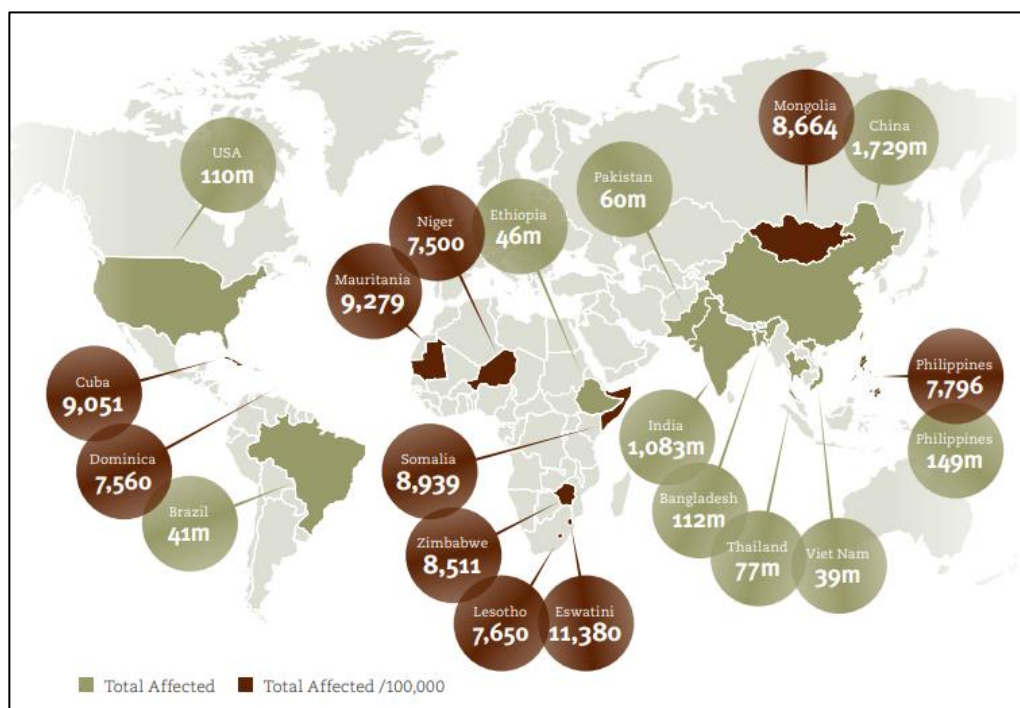 Mongolia
8,664
China
1,729m
USA
110m
Pakistan
60m
Niger
7,500
Ethiopia
46m
Mauritania
9,279
Cuba
9,051
Philippines
7,796
Dominica
7,560
India
1,083m
Somalia
8,939
Philippines
149m
Brazil
41m
Bangladesh
112m
Zimbabwe
8,511
Thailand
77m
Viet Nam
39m
Lesotho
7,650
Eswatini
11,380
Total Affected
Total Affected /100,000